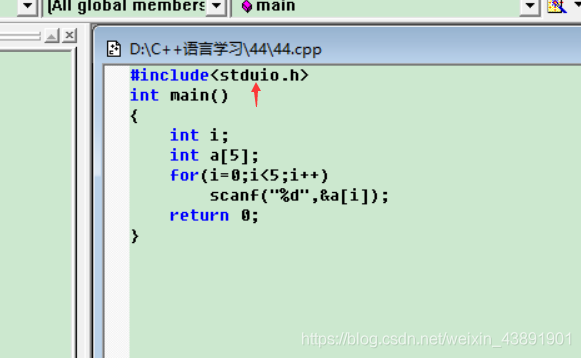 [All global members
main
D:\C++语言学习\44\44.cpp
#include<stduio.h>
int main()
{
int i;
int a[5];
for(i=0;i<5;i++)
scanf("%d",&a[i]);
return 0;
}
https://blog.csdn.net/weixin_43891901